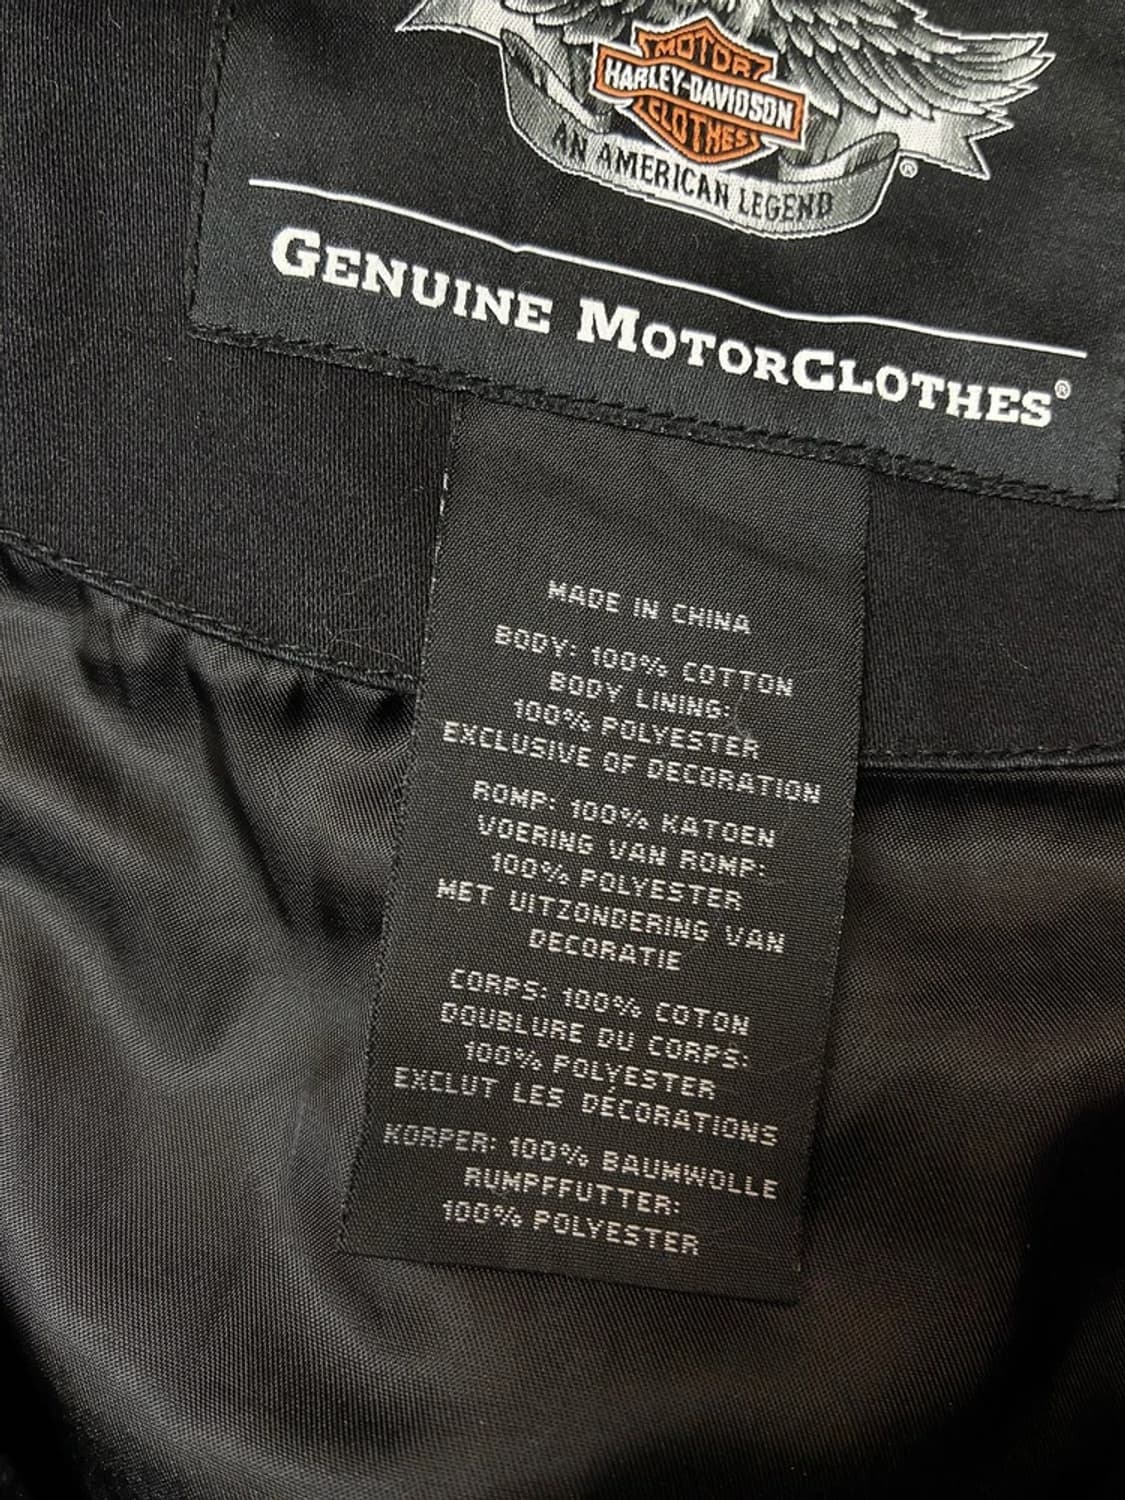 MOTOR
HARLEY-DAVIDSON
CLOTHES
AN AMERICAN LEGEND
®
GENUINE MOTORCLOTHES®
MADE IN CHINA
BODY: 100% COTTON
BODY LINING:
100% POLYESTER
EXCLUSIVE OF DECORATION
ROMP: 100% KATOEN
VOERING VAN ROMP:
100% POLYESTER
MET UITZONDERING VAN
DECORATIE
CORPS: 100% COTON
DOUBLURE DU CORPS:
100% POLYESTER
EXCLUT LES DÉCORATIONS
KORPER: 100% BAUMWOLLE
RUMPFFUTTER:
100% POLYESTER